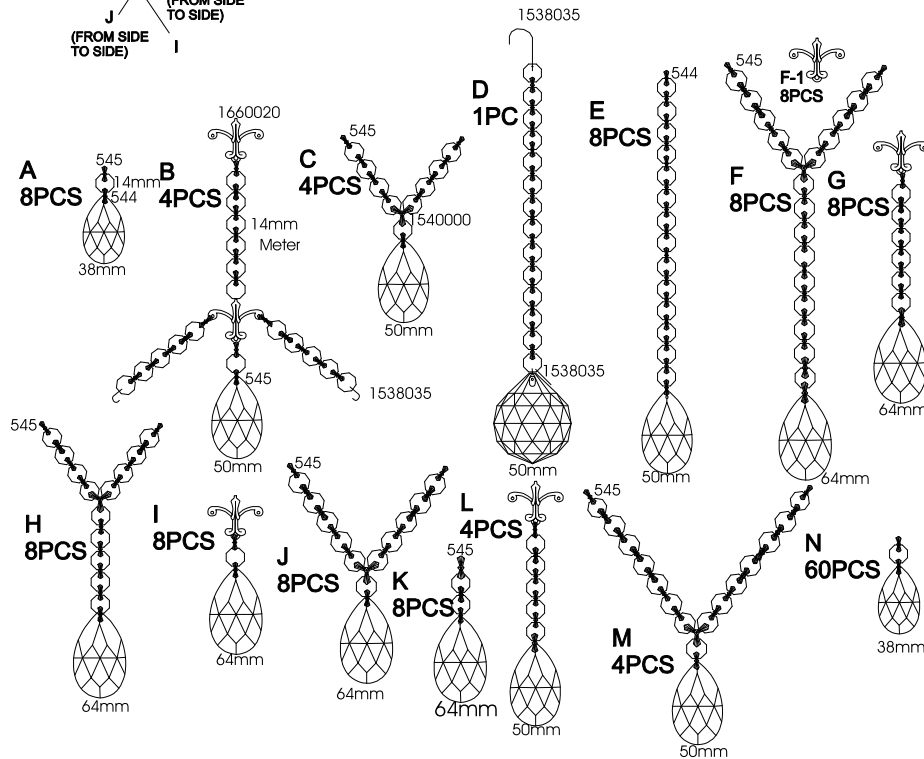 (FROM SIDE
TO SIDE)
J
(FROM SIDE
TO SIDE)
I
1538035
545
F-1
8PCS
D
1PC
544
E
8PCS
1660020
545
545
A
8PCS
14mm
544
38mm
B
4PCS
14mm
Meter
C
4PCS
1540000
50mm
F
8PCS
G
8PCS
1538035
1538035
545
50mm
50mm
50mm
64mm
64mm
545
H
8PCS
64mm
I
8PCS
64mm
545
J
8PCS
64mm
K
8PCS
545
64mm
L
4PCS
50mm
545
M
4PCS
50mm
N
60PCS
38mm